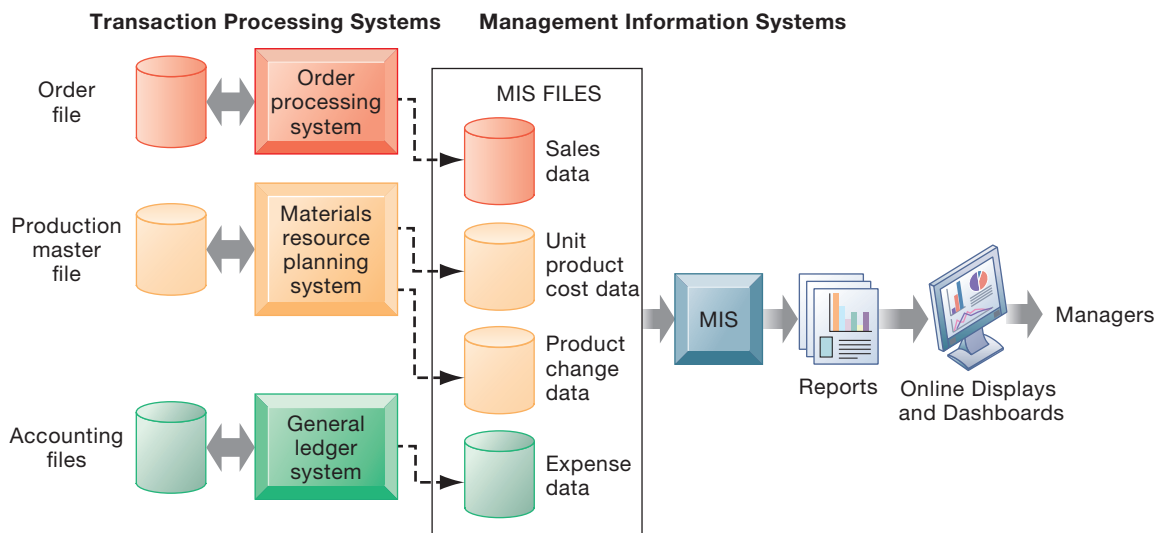 Transaction Processing Systems
Management Information Systems
Order
file
Order
processing
system
MIS FILES
Sales
data
Production
master
file
Materials
resource
planning
system
Unit
product
cost data
Product
change
data
Accounting
files
General
ledger
system
Expense
data
MIS
Reports
Online Displays
and Dashboards
Managers